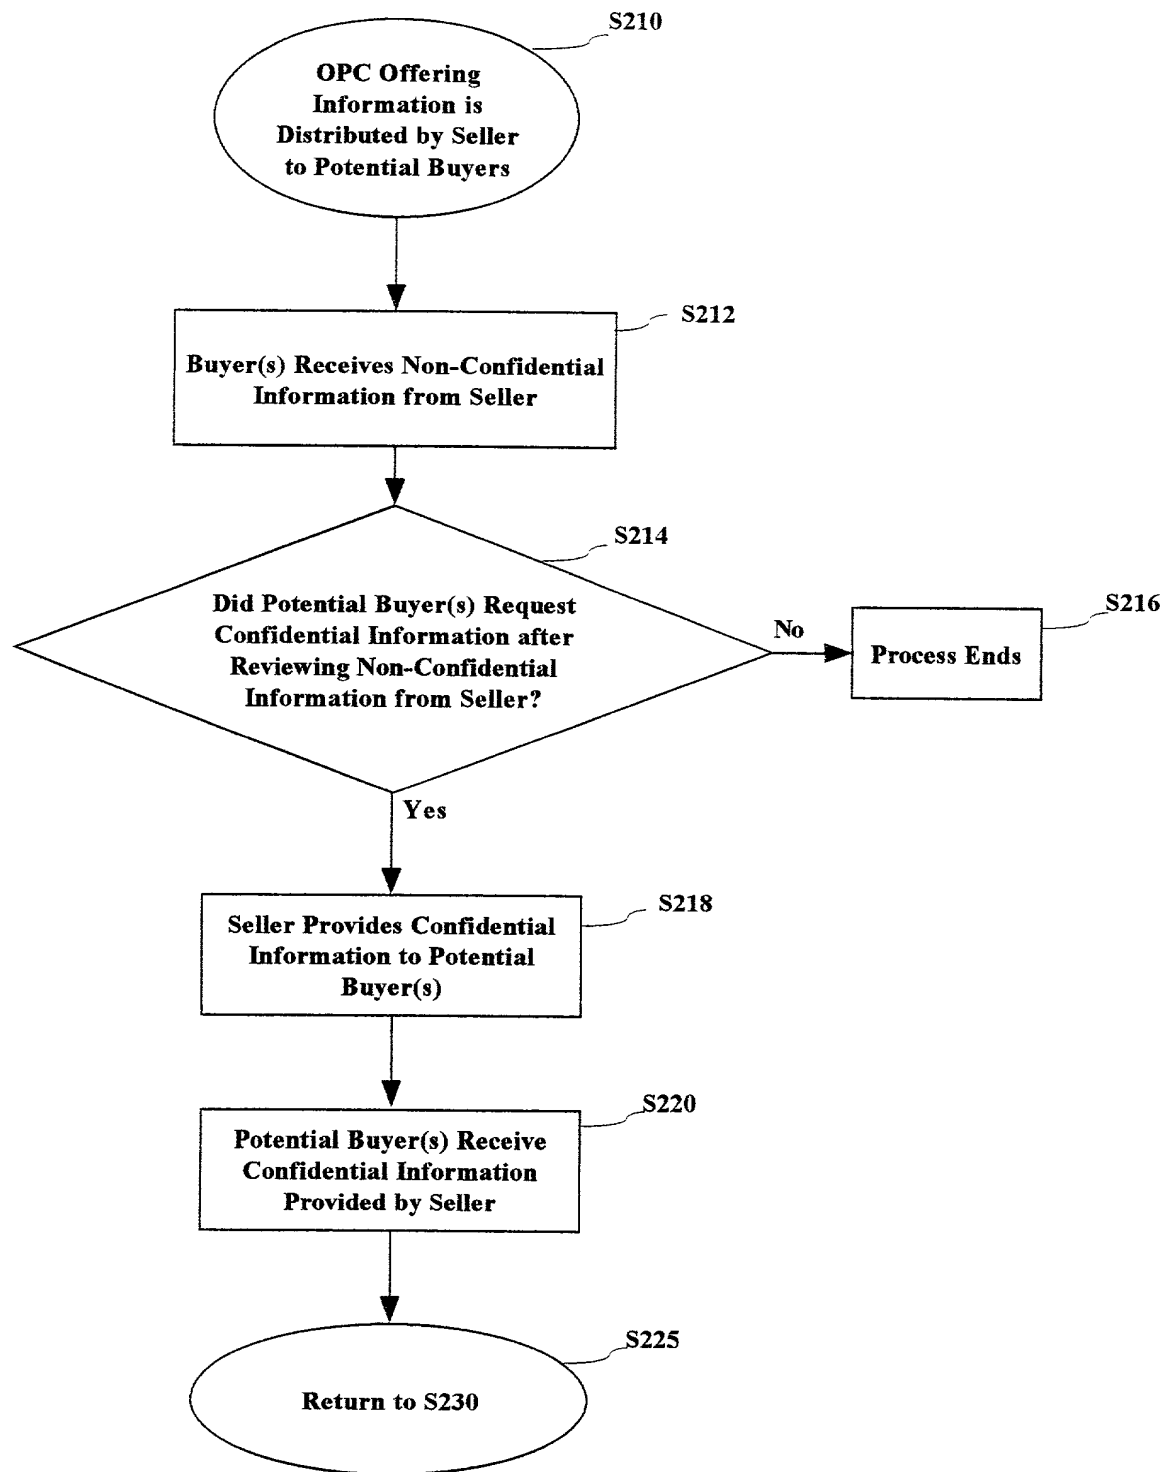 S210
OPC Offering
Information is
Distributed by Seller
to Potential Buyers
S212
Buyer(s) Receives Non-Confidential
Information from Seller
S214
Did Potential Buyer(s) Request
Confidential Information after
Reviewing Non-Confidential
Information from Seller?
No
S216
Process Ends
Yes
S218
Seller Provides Confidential
Information to Potential
Buyer(s)
S220
Potential Buyer(s) Receive
Confidential Information
Provided by Seller
S225
Return to S230